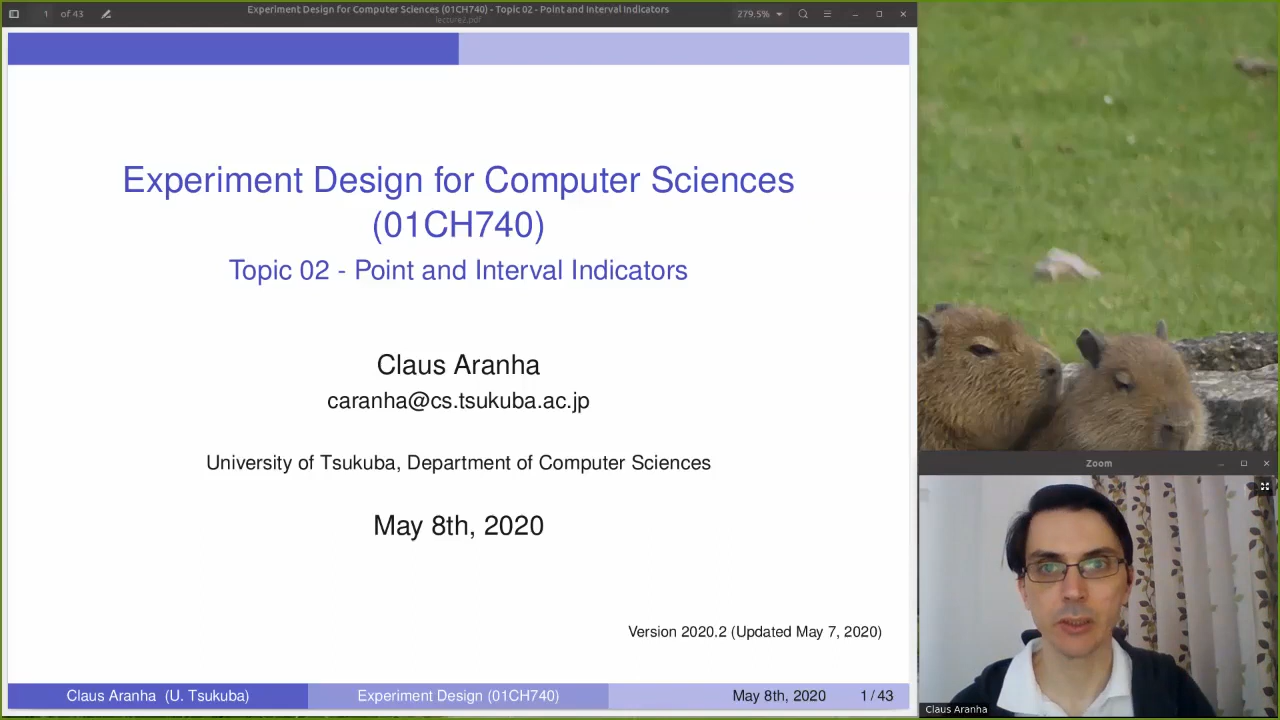 1 of 43
Experiment Design for Computer Sciences (01CH740) - Topic 02 - Point and Interval Indicators
lecture2.pdf
279.5%
Experiment Design for Computer Sciences
(01CH740)
Topic 02 - Point and Interval Indicators
Claus Aranha
caranha@cs.tsukuba.ac.jp
University of Tsukuba, Department of Computer Sciences
May 8th, 2020
Version 2020.2 (Updated May 7, 2020)
Claus Aranha (U. Tsukuba) Experiment Design (01CH740) May 8th, 2020 1 / 43
Zoom
Claus Aranha